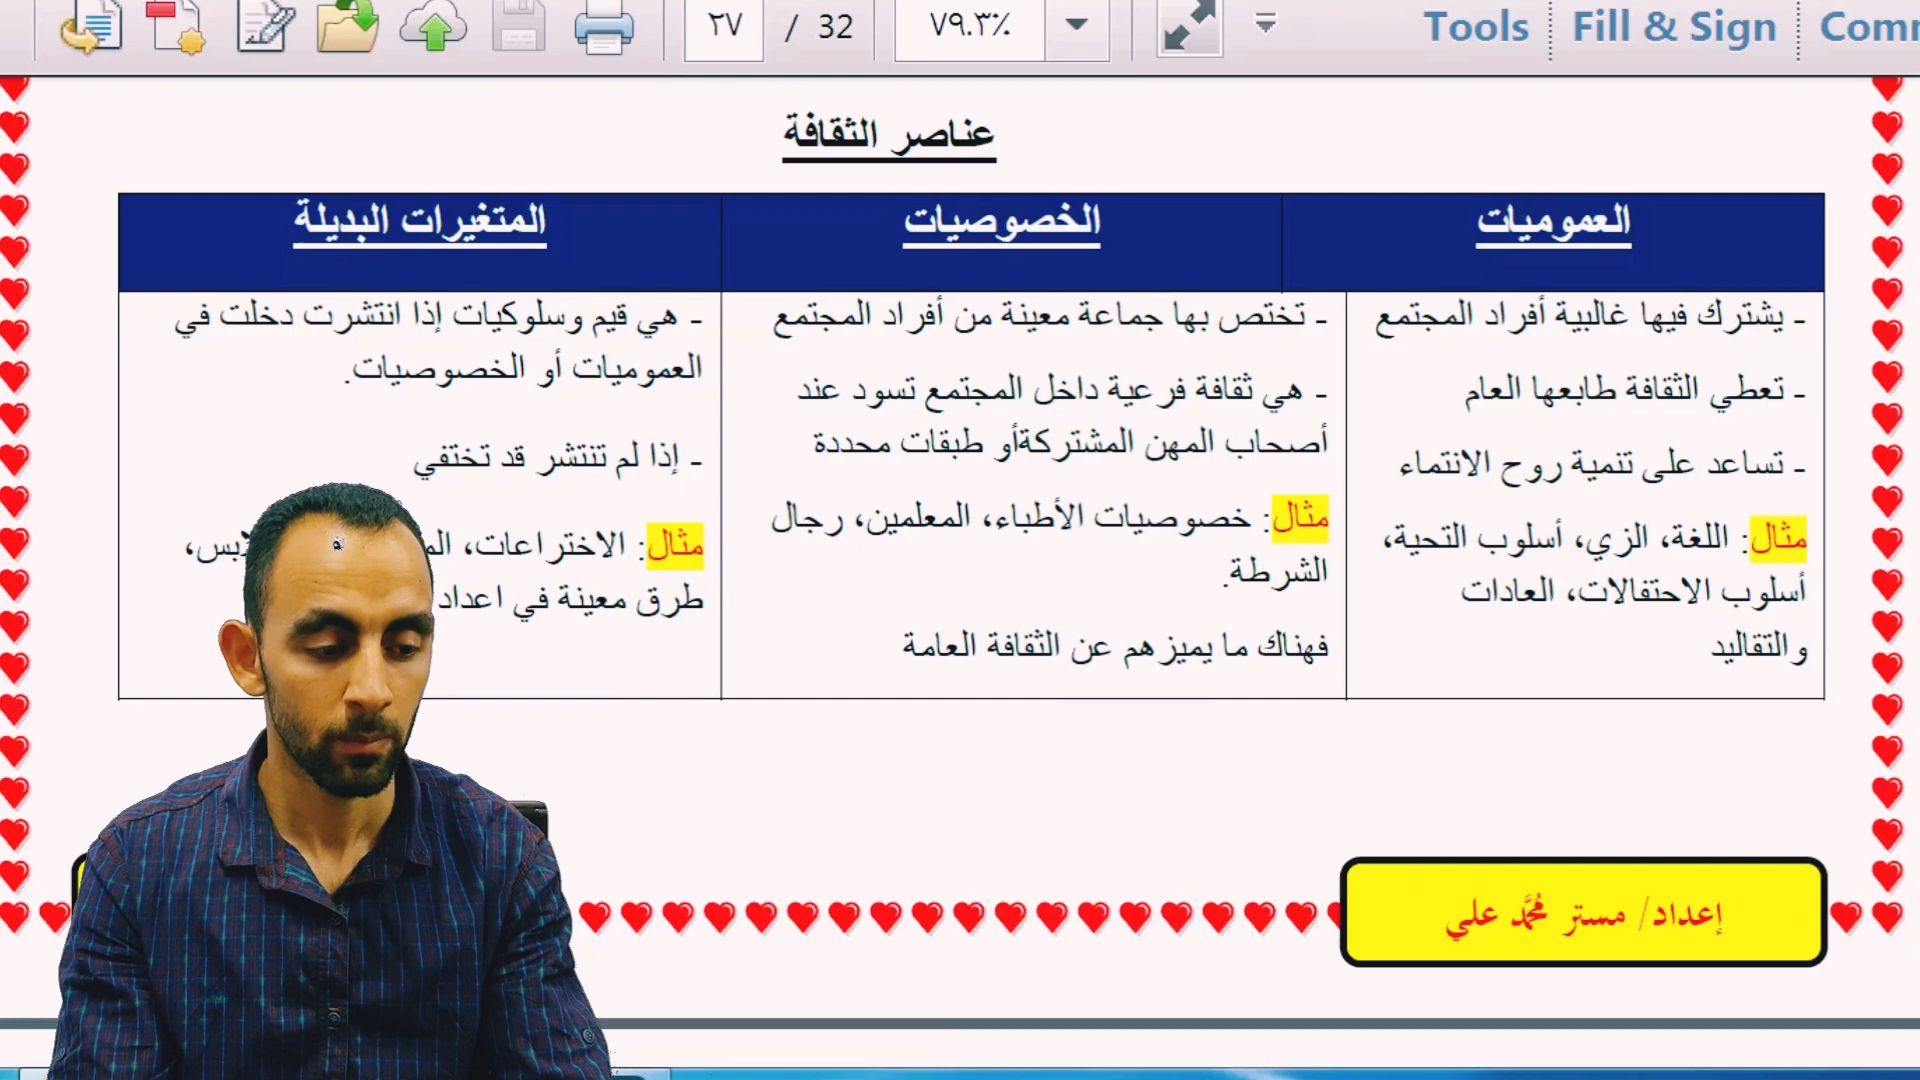 ٢٧ / 32
٧٩.٣٪
Tools
Fill & Sign
Comm
عناصر الثقافة
العموميات
- يشترك فيها غالبية أفراد المجتمع
- تعطي الثقافة طابعها العام
- تساعد على تنمية روح الانتماء
مثال: اللغة، الزي، أسلوب التحية،
أسلوب الاحتفالات، العادات
والتقاليد
الخصوصيات
- تختص بها جماعة معينة من أفراد المجتمع
- هي ثقافة فرعية داخل المجتمع تسود عند
أصحاب المهن المشتركةأو طبقات محددة
مثال: خصوصيات الأطباء، المعلمين، رجال
الشرطة.
فهناك ما يميزهم عن الثقافة العامة
المتغيرات البديلة
- هي قيم وسلوكيات إذا انتشرت دخلت في
العموميات أو الخصوصيات.
- إذا لم تنتشر قد تختفي
مثال: الاختراعات،
طرق معينة في اعداد
إعداد/ مستر محمَّد علي